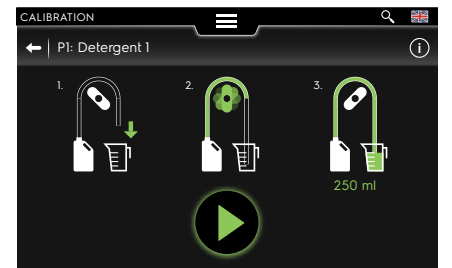 CALIBRATION
P1: Detergent 1
i
1.
2.
3.
250 ml